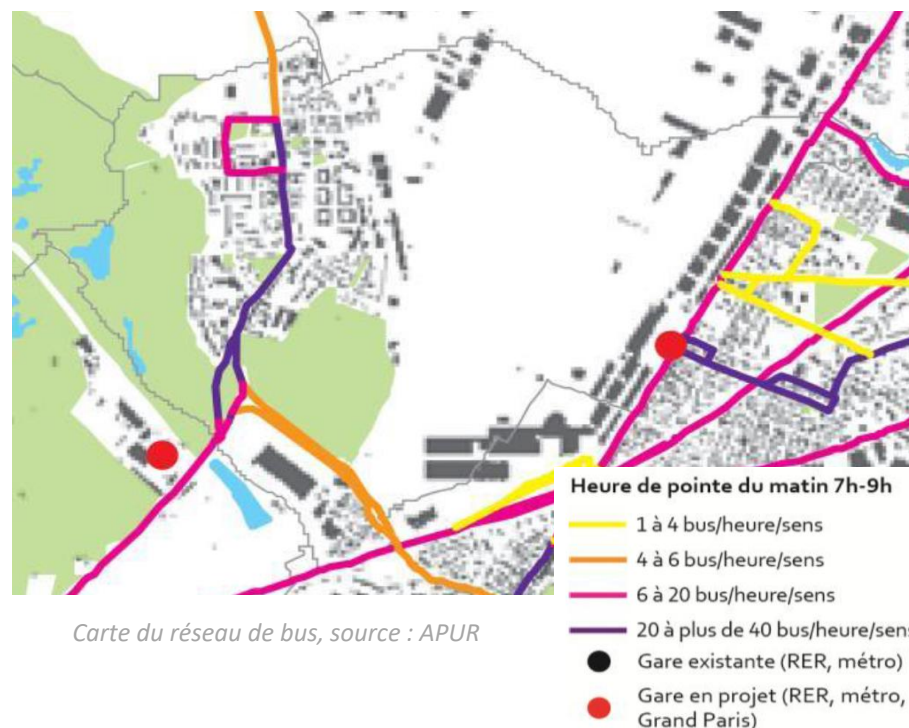 Heure de pointe du matin 7h-9h
1 à 4 bus/heure/sens
4 à 6 bus/heure/sens
6 à 20 bus/heure/sens
20 à plus de 40 bus/heure/sens
Gare existante (RER, métro)
Gare en projet (RER, métro,
Grand Paris)
Carte du réseau de bus, source : APUR